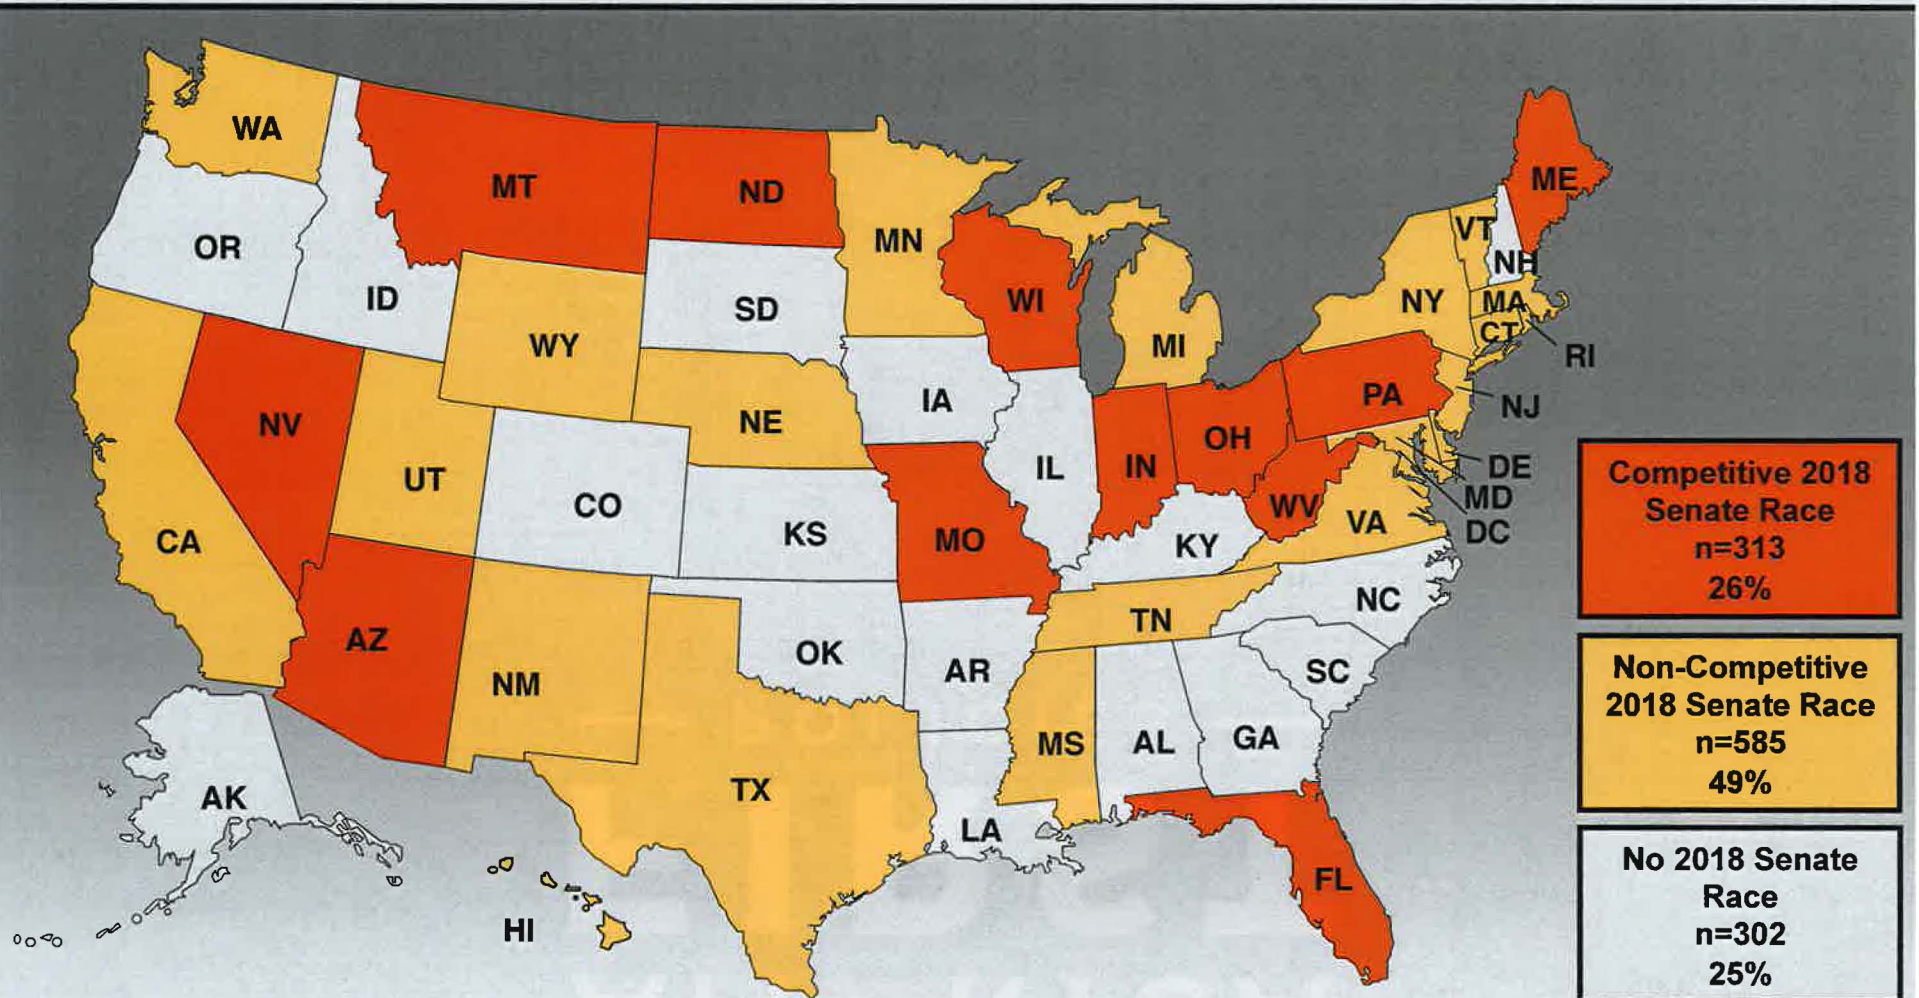 WA
MT
ND
MN
ME
VT
NH
OR
ID
SD
WI
NY
MA
CT
RI
WY
MI
IA
PA
NJ
NV
NE
OH
UT
CO
IL
IN
DE
MD
WV
DC
CA
KS
MO
KY
VA
AZ
NM
OK
AR
TN
NC
SC
MS
AL
GA
TX
LA
AK
HI
FL
Competitive 2018
Senate Race
n=313
26%
Non-Competitive
2018 Senate Race
n=585
49%
No 2018 Senate
Race
n=302
25%